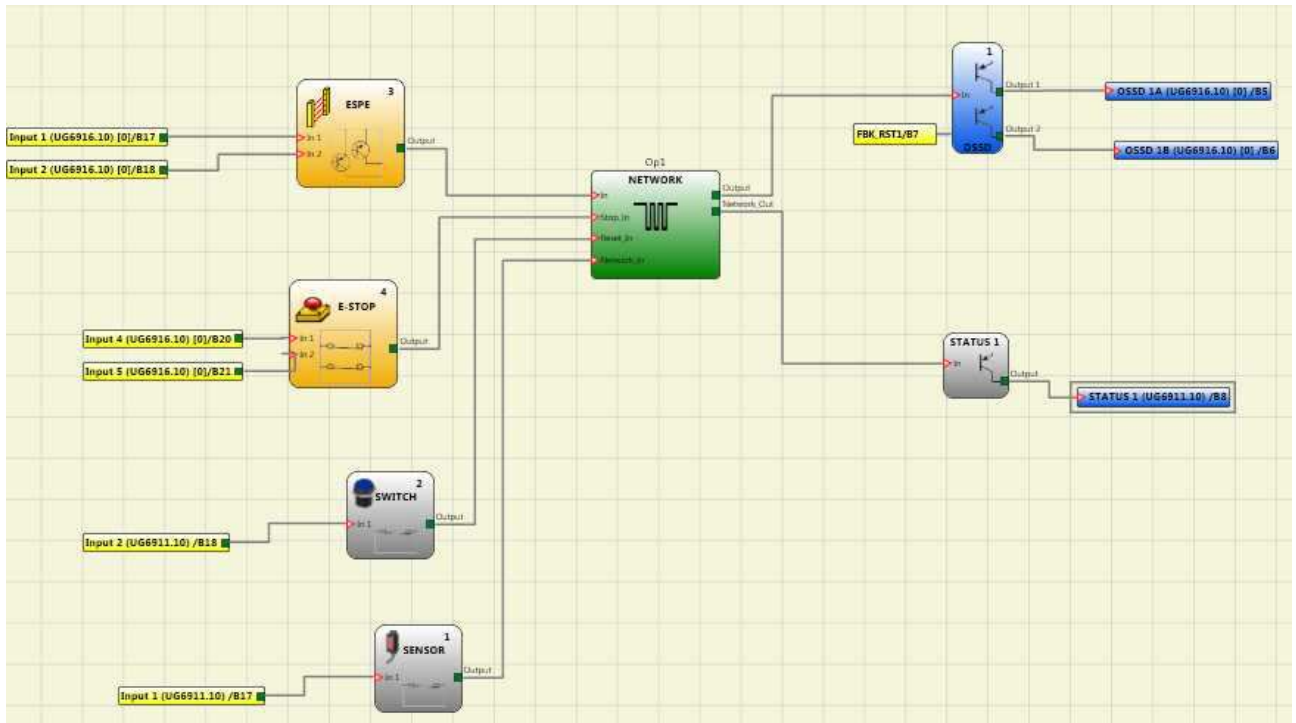 3
ESPE
Input 1 (UG6916.10) [0]/B17
In 1
Output
Input 2 (UG6916.10) [0]/B18
In 2
4
E-STOP
Input 4 (UG6916.10) [0]/B20
In 1
Output
Input 5 (UG6916.10) [0]/B21
In 2
2
SWITCH
Input 2 (UG6911.10) /B18
In 1
Output
1
SENSOR
Input 1 (UG6911.10) /B17
In 1
Output
Op1
NETWORK
In
Output
Stop_In
Network_Out
Reset_In
Network_In
1
In
Output 1
OSSD 1A (UG6916.10) [0] /B5
FBK_RST1/B7
Output 2
OSSD
OSSD 1B (UG6916.10) [0] /B6
STATUS 1
In
Output
STATUS 1 (UG6911.10) /B8